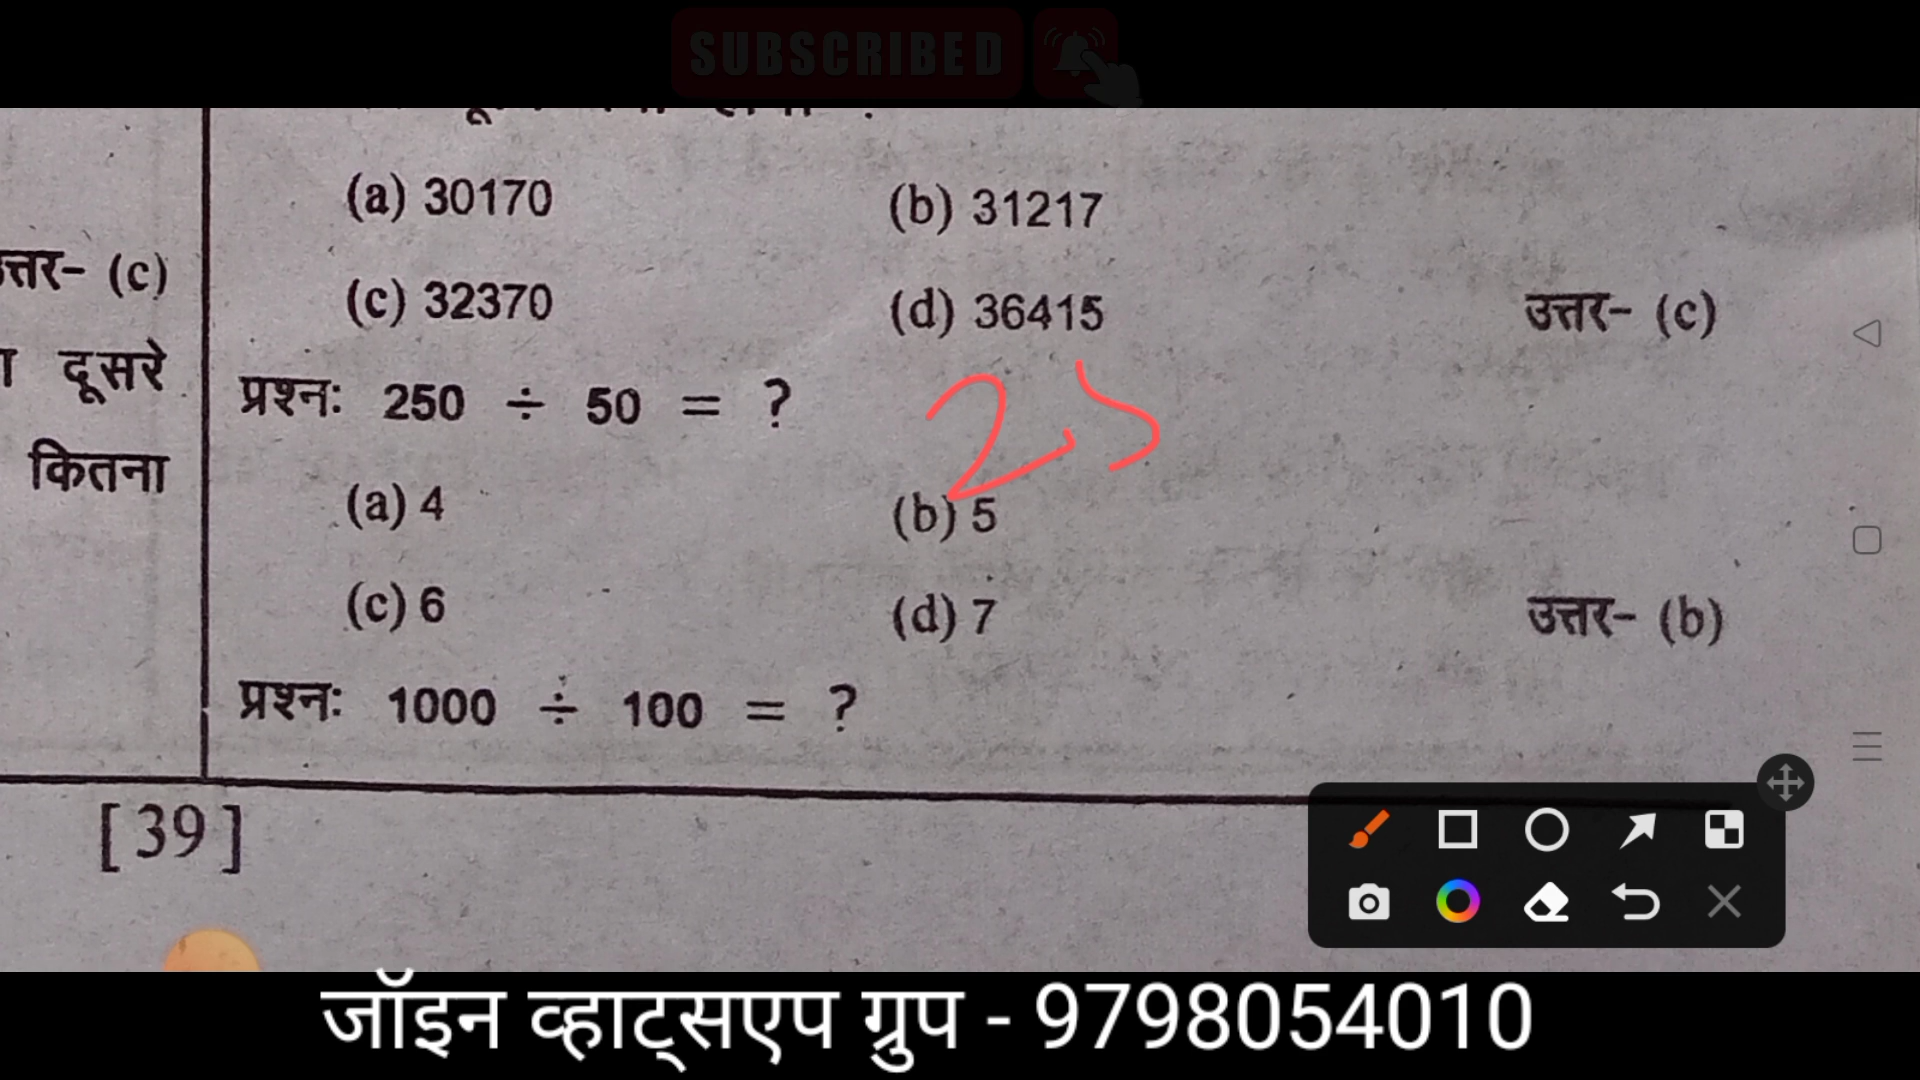 SUBSCRIBED
(a) 30170
(b) 31217
उत्तर- (c)
(c) 32370
(d) 36415
उत्तर- (c)
दूसरे
प्रश्नः 250 ÷ 50 = ?
25
कितना
(a) 4
(b) 5
(c) 6
(d) 7
उत्तर- (b)
प्रश्नः 1000 ÷ 100 = ?
[39]
जॉइन व्हाट्सएप ग्रुप - 9798054010